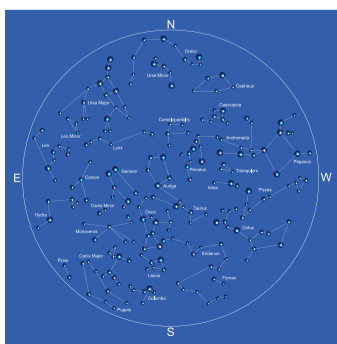 N
Draco
Ursa Minor
Cepheus
Ursa Major
Cassiopeia
Camelopardalis
Leo Minor
Andromeda
Lynx
Leo
Pegasus
Perseus
Triangulum
Cancer
Gemini
E
W
Auriga
Aries
Pisces
Canis Minor
Taurus
Orion
Hydra
Monoceros
Cetus
Eridanus
Canis Major
Pyxis
Lepus
Fornax
Columba
Puppis
S